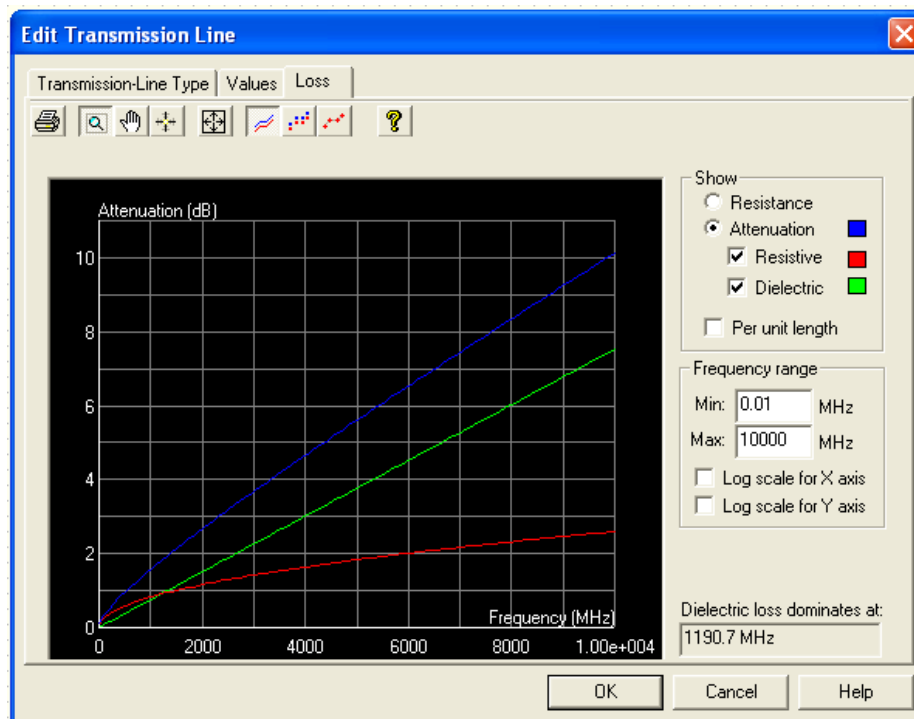 Edit Transmission Line
Transmission-Line Type Values Loss
Show
Resistance
Attenuation
Resistive
Dielectric
Per unit length
Attenuation (dB)
10
8
6
4
2
0
Frequency (MHz)
0 2000 4000 6000 8000 1.00e+004
Frequency range
Min: 0.01 MHz
Max: 10000 MHz
Log scale for X axis
Log scale for Y axis
Dielectric loss dominates at:
1190.7 MHz
OK Cancel Help